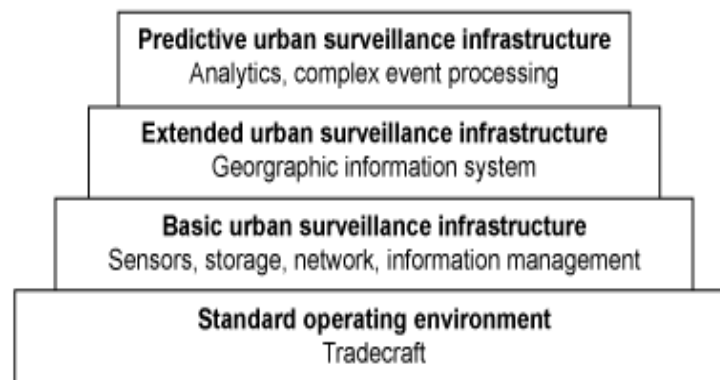 Predictive urban surveillance infrastructure
Analytics, complex event processing
Extended urban surveillance infrastructure
Georgraphic information system
Basic urban surveillance infrastructure
Sensors, storage, network, information management
Standard operating environment
Tradecraft